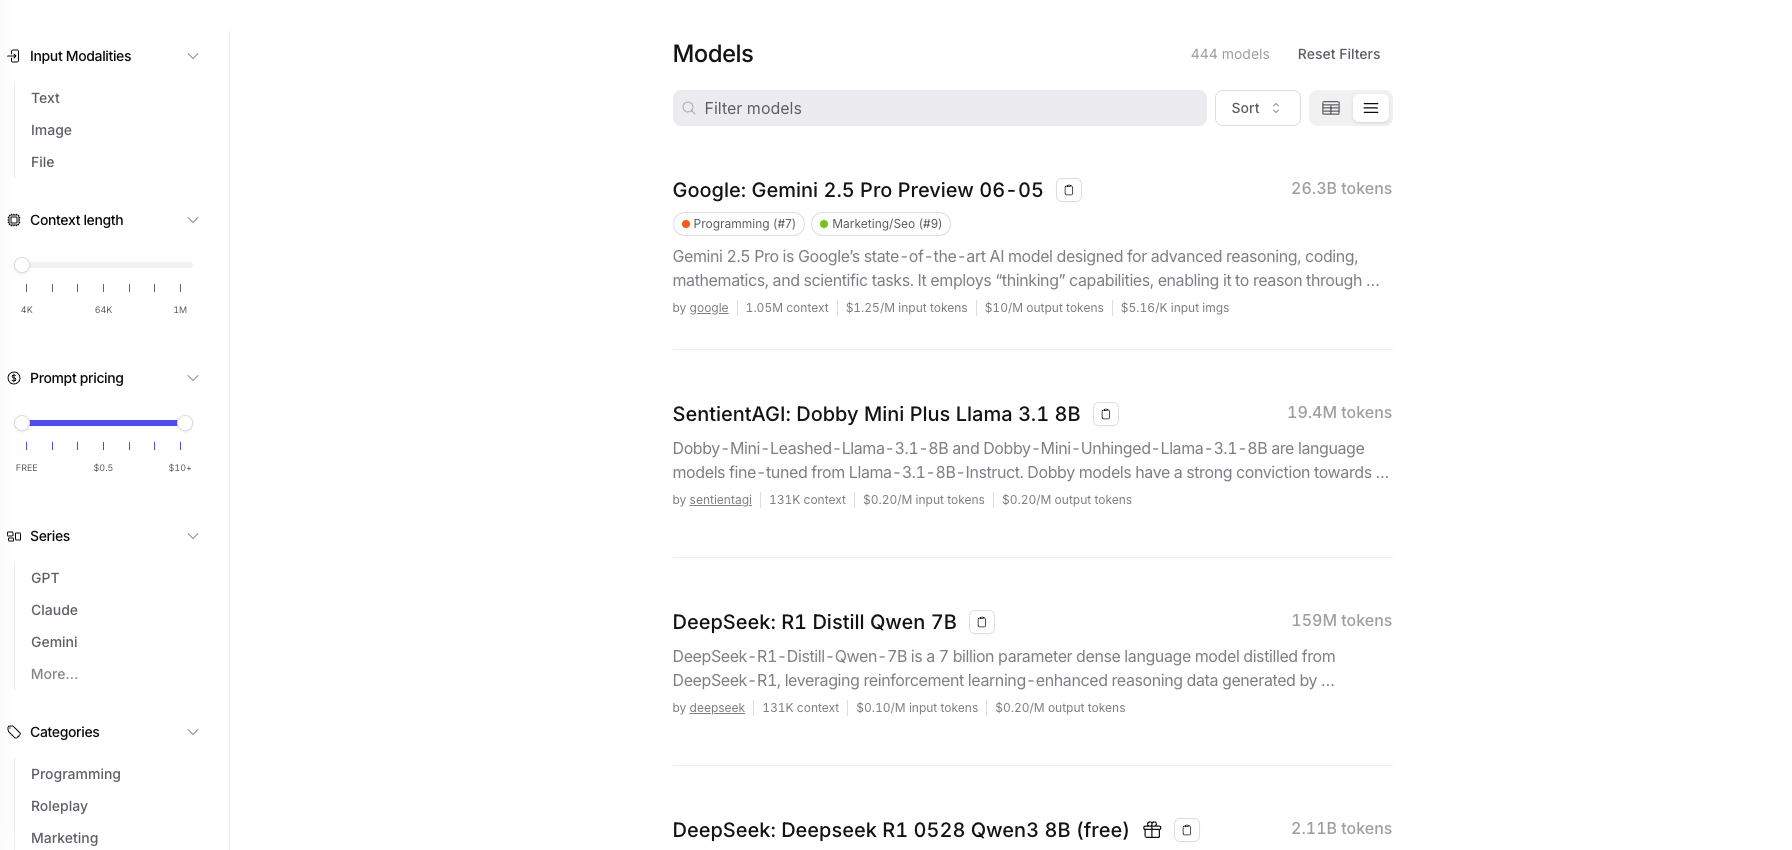 Input Modalities
Text
Image
File
Context length
4K 64K 1M
Prompt pricing
FREE $0.5 $10+
Series
GPT
Claude
Gemini
More...
Categories
Programming
Roleplay
Marketing
Models
444 models
Reset Filters
Filter models
Sort
Google: Gemini 2.5 Pro Preview 06-05
26.3B tokens
Programming (#7) Marketing/Seo (#9)
Gemini 2.5 Pro is Google’s state-of-the-art AI model designed for advanced reasoning, coding,
mathematics, and scientific tasks. It employs “thinking” capabilities, enabling it to reason through ...
by google 1.05M context $1.25/M input tokens $10/M output tokens $5.16/K input imgs
SentientAGI: Dobby Mini Plus Llama 3.1 8B
19.4M tokens
Dobby-Mini-Leashed-Llama-3.1-8B and Dobby-Mini-Unhinged-Llama-3.1-8B are language
models fine-tuned from Llama-3.1-8B-Instruct. Dobby models have a strong conviction towards ...
by sentientagi 131K context $0.20/M input tokens $0.20/M output tokens
DeepSeek: R1 Distill Qwen 7B
159M tokens
DeepSeek-R1-Distill-Qwen-7B is a 7 billion parameter dense language model distilled from
DeepSeek-R1, leveraging reinforcement learning-enhanced reasoning data generated by ...
by deepseek 131K context $0.10/M input tokens $0.20/M output tokens
DeepSeek: Deepseek R1 0528 Qwen3 8B (free)
2.11B tokens